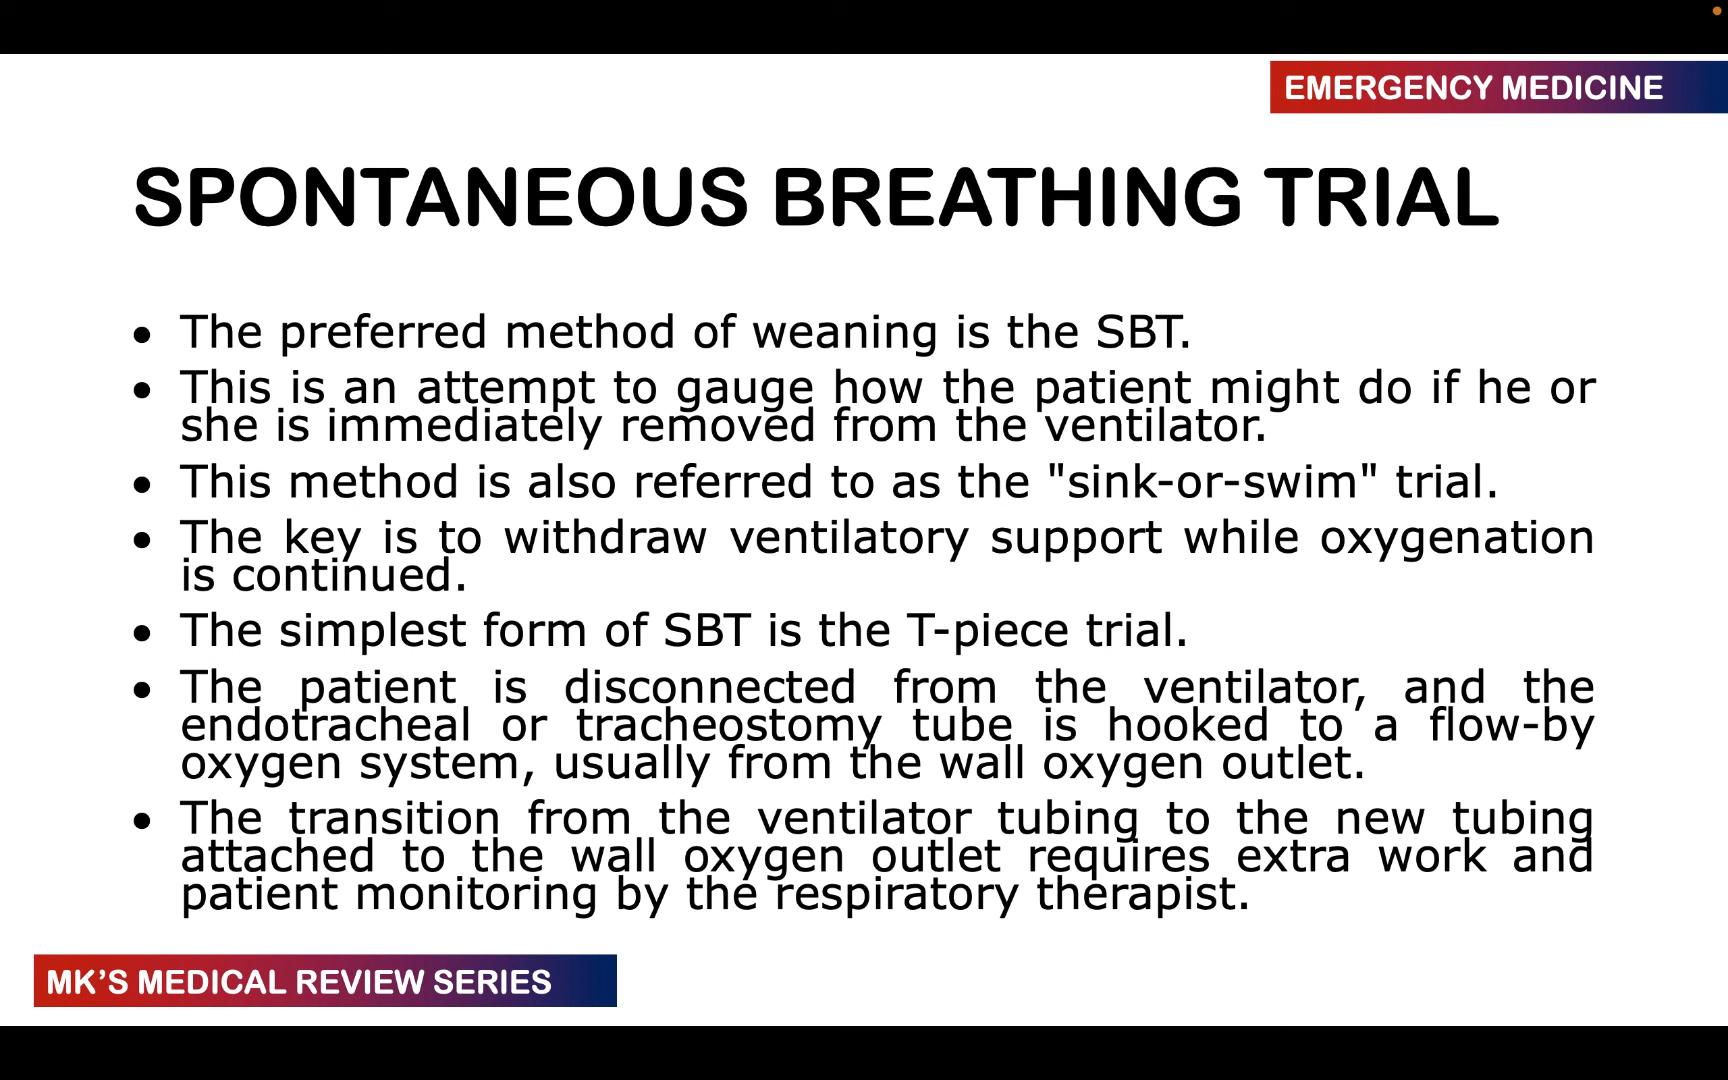 EMERGENCY MEDICINE
SPONTANEOUS BREATHING TRIAL
• The preferred method of weaning is the SBT.
• This is an attempt to gauge how the patient might do if he or
she is immediately removed from the ventilator.
• This method is also referred to as the "sink-or-swim" trial.
• The key is to withdraw ventilatory support while oxygenation
is continued.
• The simplest form of SBT is the T-piece trial.
• The patient is disconnected from the ventilator, and the
endotracheal or tracheostomy tube is hooked to a flow-by
oxygen system, usually from the wall oxygen outlet.
• The transition from the ventilator tubing to the new tubing
attached to the wall oxygen outlet requires extra work and
patient monitoring by the respiratory therapist.
MK’S MEDICAL REVIEW SERIES